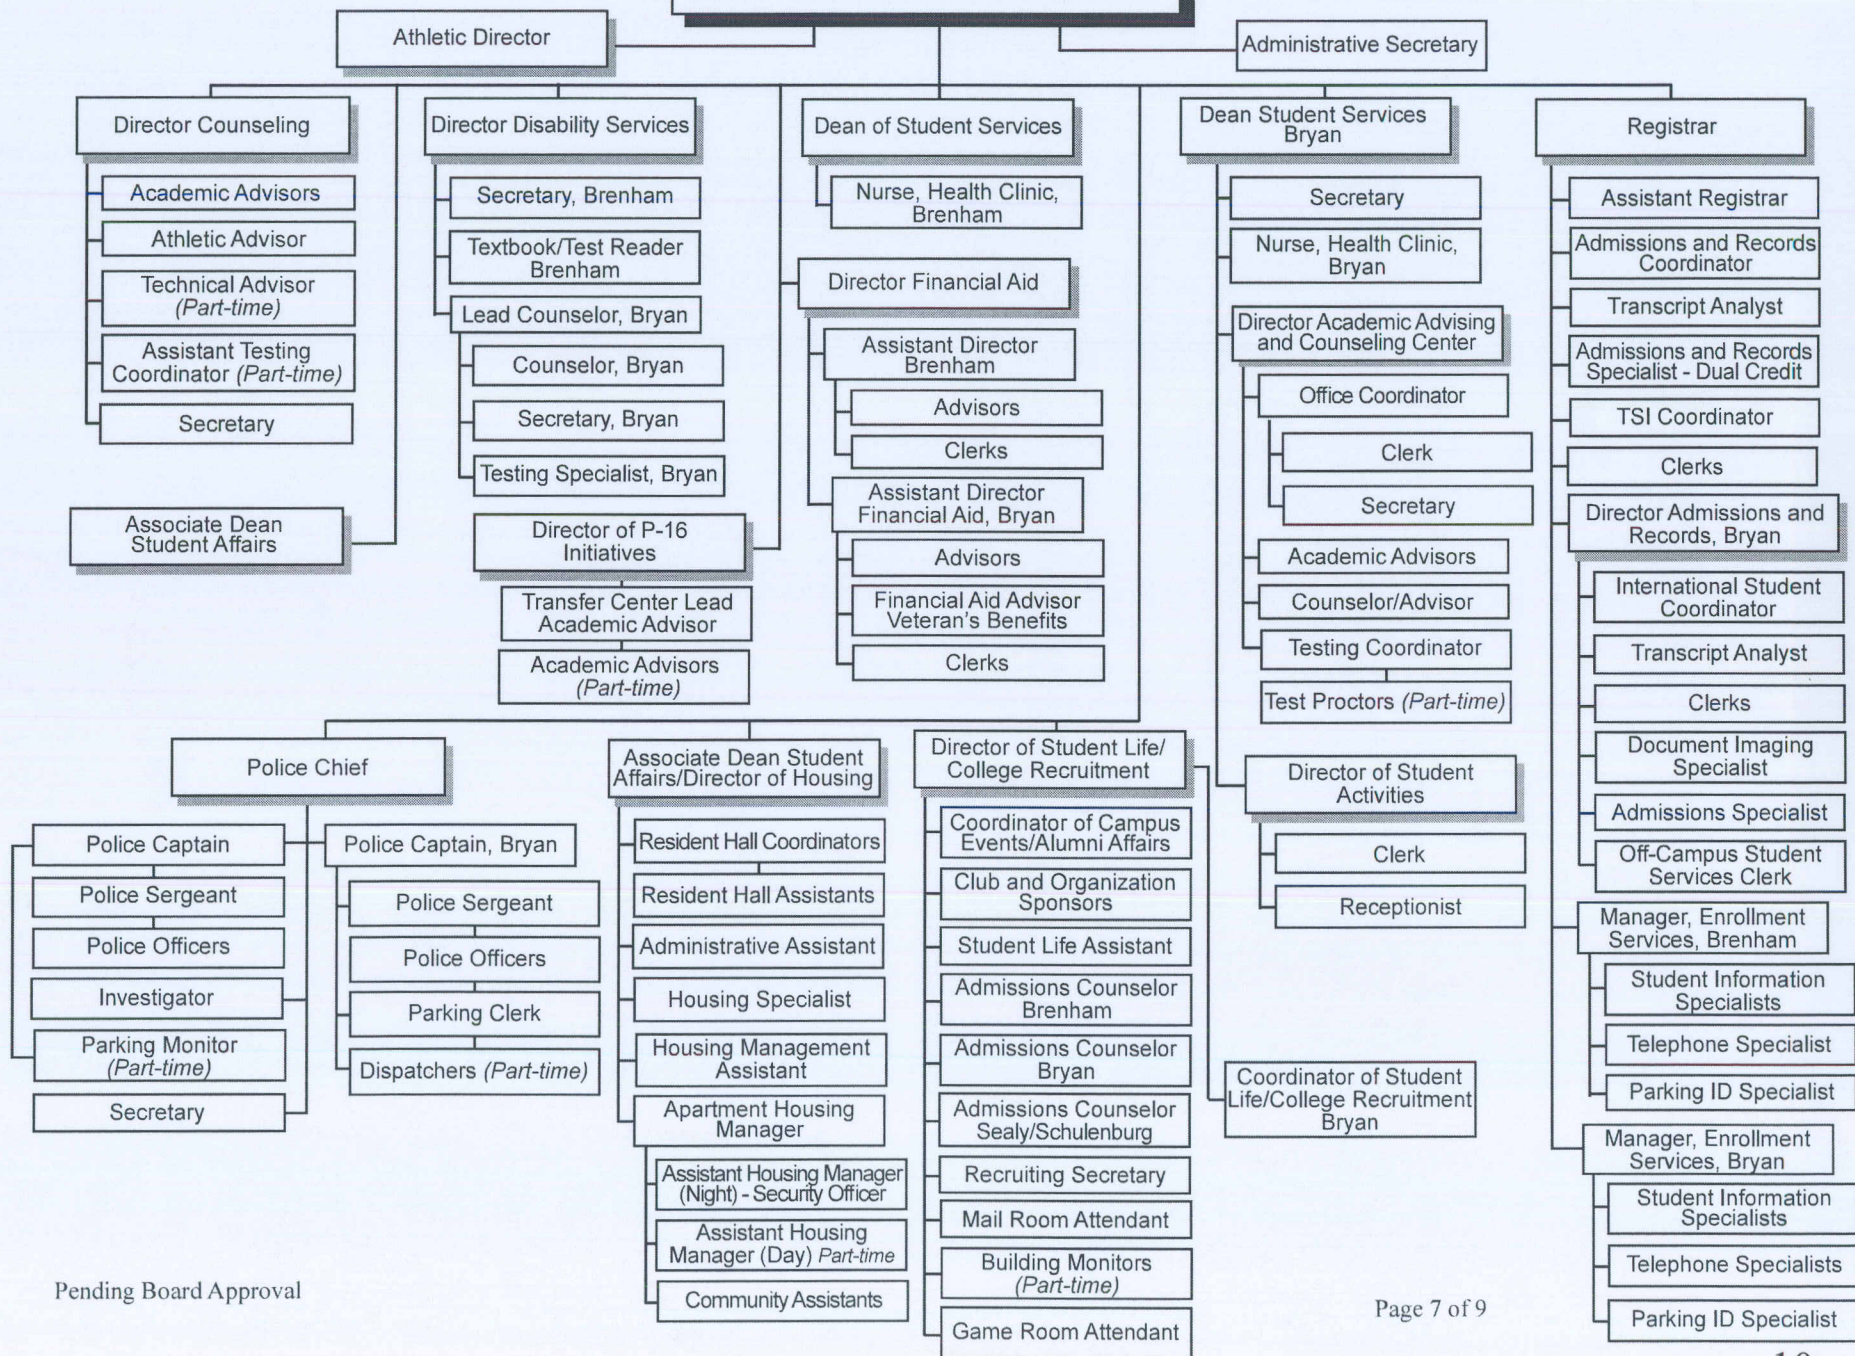 Athletic Director
Administrative Secretary
Director Counseling
Academic Advisors
Athletic Advisor
Technical Advisor
(Part-time)
Assistant Testing
Coordinator (Part-time)
Secretary
Associate Dean
Student Affairs
Director Disability Services
Secretary, Brenham
Textbook/Test Reader
Brenham
Lead Counselor, Bryan
Counselor, Bryan
Secretary, Bryan
Testing Specialist, Bryan
Director of P-16
Initiatives
Transfer Center Lead
Academic Advisor
Academic Advisors
(Part-time)
Dean of Student Services
Nurse, Health Clinic,
Brenham
Director Financial Aid
Assistant Director
Brenham
Advisors
Clerks
Assistant Director
Financial Aid, Bryan
Advisors
Financial Aid Advisor
Veteran's Benefits
Clerks
Dean Student Services
Bryan
Secretary
Nurse, Health Clinic,
Bryan
Director Academic Advising
and Counseling Center
Office Coordinator
Clerk
Secretary
Academic Advisors
Counselor/Advisor
Testing Coordinator
Test Proctors (Part-time)
Director of Student
Activities
Clerk
Receptionist
Registrar
Assistant Registrar
Admissions and Records
Coordinator
Transcript Analyst
Admissions and Records
Specialist - Dual Credit
TSI Coordinator
Clerks
Director Admissions and
Records, Bryan
International Student
Coordinator
Transcript Analyst
Clerks
Document Imaging
Specialist
Admissions Specialist
Off-Campus Student
Services Clerk
Manager, Enrollment
Services, Brenham
Student Information
Specialists
Telephone Specialist
Parking ID Specialist
Manager, Enrollment
Services, Bryan
Student Information
Specialists
Telephone Specialists
Parking ID Specialist
Police Chief
Police Captain
Police Sergeant
Police Officers
Investigator
Parking Monitor
(Part-time)
Secretary
Police Captain, Bryan
Police Sergeant
Police Officers
Parking Clerk
Dispatchers (Part-time)
Associate Dean Student
Affairs/Director of Housing
Resident Hall Coordinators
Resident Hall Assistants
Administrative Assistant
Housing Specialist
Housing Management
Assistant
Apartment Housing
Manager
Assistant Housing Manager
(Night) - Security Officer
Assistant Housing
Manager (Day) Part-time
Community Assistants
Director of Student Life/
College Recruitment
Coordinator of Campus
Events/Alumni Affairs
Club and Organization
Sponsors
Student Life Assistant
Admissions Counselor
Brenham
Admissions Counselor
Bryan
Admissions Counselor
Sealy/Schulenburg
Recruiting Secretary
Mail Room Attendant
Building Monitors
(Part-time)
Game Room Attendant
Coordinator of Student
Life/College Recruitment
Bryan
Pending Board Approval
Page 7 of 9